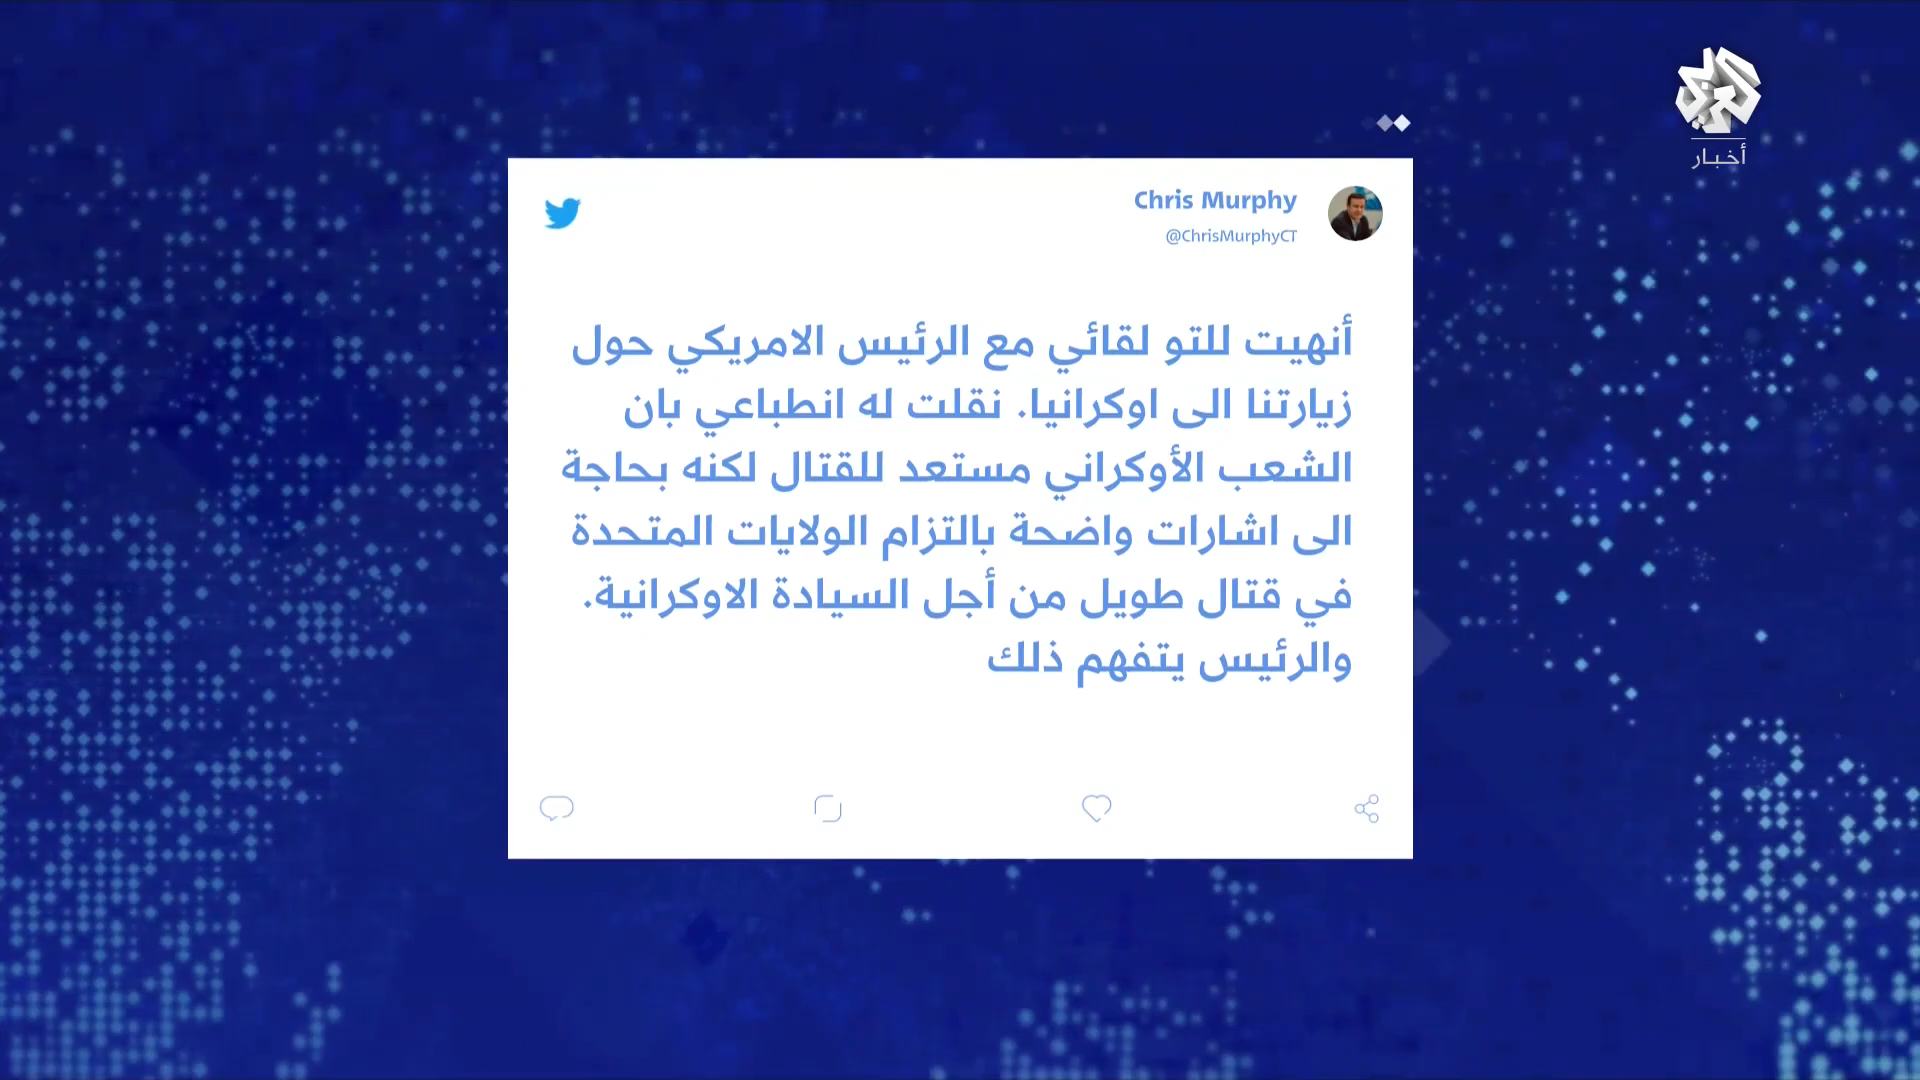 العربي
أخبار
Chris Murphy
@ChrisMurphyCT
أنهيت للتو لقائي مع الرئيس الامريكي حول
زيارتنا الى اوكرانيا. نقلت له انطباعي بان
الشعب الأوكراني مستعد للقتال لكنه بحاجة
الى اشارات واضحة بالتزام الولايات المتحدة
في قتال طويل من أجل السيادة الاوكرانية.
والرئيس يتفهم ذلك